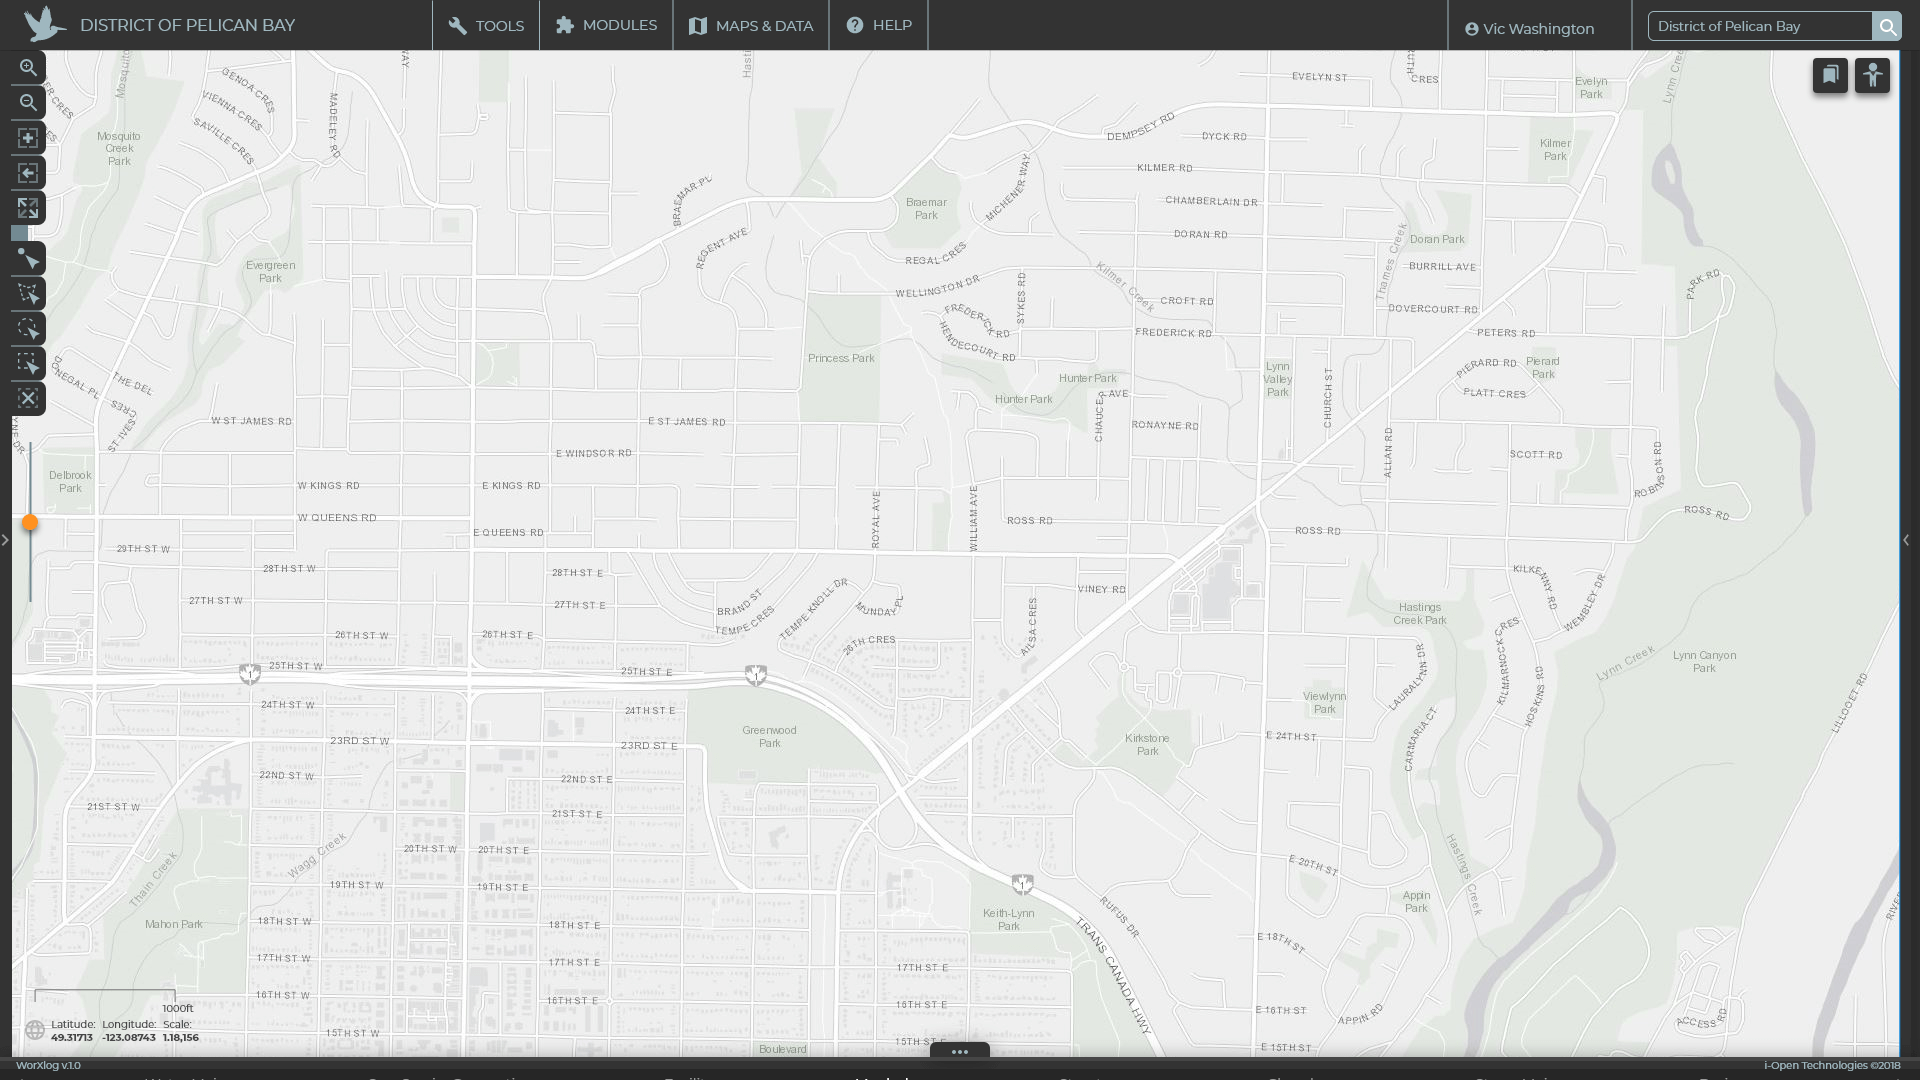 DISTRICT OF PELICAN BAY
TOOLS
MODULES
MAPS & DATA
HELP
Vic Washington
District of Pelican Bay
EVELYN ST
CRES
Evelyn
Park
GENOA CRES
VIENNA CRES
SAVILLE CRES
MADELEY RD
Mosquito
Creek
Park
DEMPSEY RD
DYCK RD
Kilmer
Park
KILMER RD
BRAEMAR PL
Braemar
Park
MICHENER WAY
CHAMBERLAIN DR
REGENT AVE
REGAL CRES
DORAN RD
Doran Park
Thames Creek
Evergreen
Park
WELLINGTON DR
SYKES RD
Kilmer Creek
BURRILL AVE
PARK RD
CROFT RD
DOVERCOURT RD
FREDERICK RD
HENDECOURT RD
FREDERICK RD
PETERS RD
Princess Park
Hunter Park
Hunter Park
Lynn
Valley
Park
CHURCH ST
PIERARD RD
Pierard
Park
PLATT CRES
DONEGAL PL
THE DEL
ST IVES CRES
W ST JAMES RD
E ST JAMES RD
CHAUCER AVE
RONAYNE RD
ALLAN RD
E WINDSOR RD
SCOTT RD
ROBINSON RD
Delbrook
Park
W KINGS RD
E KINGS RD
W QUEENS RD
E QUEENS RD
ROYAL AVE
WILLIAM AVE
ROSS RD
ROSS RD
ROSS RD
29TH ST W
28TH ST W
28TH ST E
KILKENNY RD
27TH ST W
27TH ST E
BRAND ST
TEMPE CRES
TEMPE KNOLL DR
MUNDAY PL
VINEY RD
AILSA CRES
Hastings
Creek Park
WEMBLEY DR
26TH ST W
26TH ST E
26TH CRES
KILMARNOCK CRES
25TH ST W
25TH ST E
1
1
LAURALYNN DR
HOSKINS RD
Lynn Creek
Lynn Canyon
Park
24TH ST W
24TH ST E
Viewlynn
Park
LILLOOET RD
Greenwood
Park
23RD ST W
23RD ST E
Kirkstone
Park
E 24TH ST
CARMARIA CT
22ND ST W
22ND ST E
21ST ST W
21ST ST E
20TH ST W
20TH ST E
Wagg Creek
Thain Creek
E 20TH ST
Hastings Creek
19TH ST W
19TH ST E
1
Appin
Park
18TH ST W
18TH ST E
Mahon Park
Keith-Lynn
Park
RUFUS DR
TRANS CANADA HWY
E 18TH ST
17TH ST W
17TH ST E
17TH ST E
16TH ST W
16TH ST E
16TH ST E
E 16TH ST
APPIN RD
ACCESS RD
1000ft
Latitude: Longitude: Scale:
49.31713 -123.08743 1.18,156
15TH ST W
Boulevard
15TH ST E
E 15TH ST
WorXlog v.1.0
i-Open Technologies ©2018